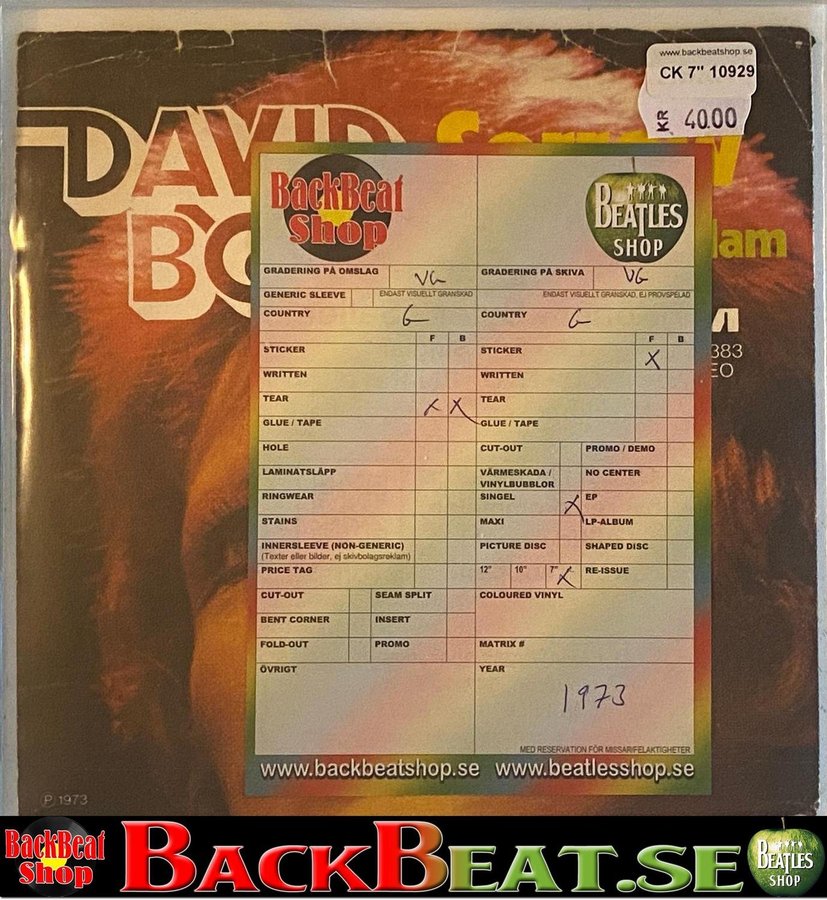 www.backbeatshop.se
CK 7" 10929
KR 40.00
DAVID
BO
lam
883
EO
BackBeat
Shop
BEATLES
SHOP
GRADERING PÅ OMSLAG VG
GRADERING PÅ SKIVA VG
GENERIC SLEEVE
ENDAST VISUELLT GRANSKAD
ENDAST VISUELLT GRANSKAD, EJ PROVSPELAD
COUNTRY G
COUNTRY G
F B
F B
STICKER
STICKER X
WRITTEN
WRITTEN
TEAR X X
TEAR
GLUE / TAPE
GLUE / TAPE
HOLE
CUT-OUT
PROMO / DEMO
LAMINATSLÄPP
VÄRMESKADA /
VINYLBUBBLOR
NO CENTER
RINGWEAR
SINGEL X
EP
STAINS
MAXI
LP-ALBUM
INNERSLEEVE (NON-GENERIC)
(Texter eller bilder, ej skivbolagsreklam)
PICTURE DISC
SHAPED DISC
PRICE TAG
12" 10" 7" X
RE-ISSUE
CUT-OUT
SEAM SPLIT
COLOURED VINYL
BENT CORNER
INSERT
FOLD-OUT
PROMO
MATRIX #
ÖVRIGT
YEAR
1973
MED RESERVATION FÖR MISSAR/FELAKTIGHETER
www.backbeatshop.se www.beatlesshop.se
P 1973
BackBeat
Shop
BACKBEAT.SE
BEATLES
SHOP